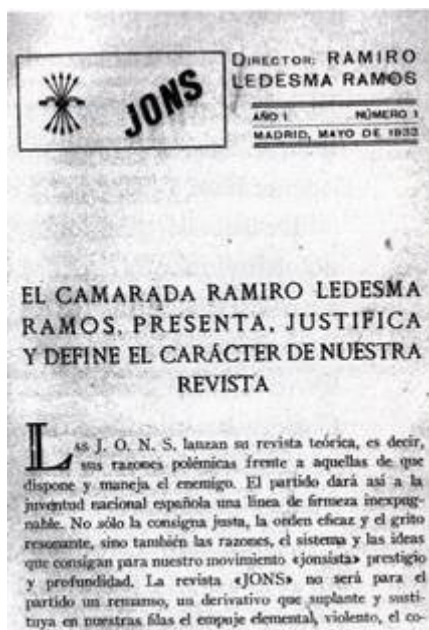 JONS
DIRECTOR: RAMIRO
LEDESMA RAMOS
AÑO 1 NÚMERO 1
MADRID, MAYO DE 1933
EL CAMARADA RAMIRO LEDESMA
RAMOS, PRESENTA, JUSTIFICA
Y DEFINE EL CARÁCTER DE NUESTRA
REVISTA
LAS J. O. N. S. lanzan su revista teórica, es decir,
sus razones polémicas frente a aquellas de que
dispone y maneja el enemigo. El partido dará así a la
juventud nacional española una línea de firmeza inexpug-
nable. No sólo la consigna justa, la orden eficaz y el grito
resonante, sino también las razones, el sistema y las ideas
que consigan para nuestro movimiento «jonsista» prestigio
y profundidad. La revista «JONS» no será para el
partido un remanso, un derivativo que suplante y susti-
tuya en nuestras filas el empuje elemental, violento, el co-